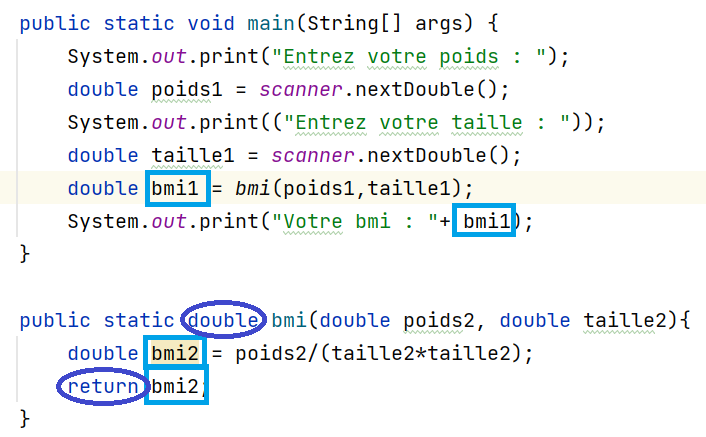 public static void main(String[] args) {
System.out.print("Entrez votre poids : ");
double poids1 = scanner.nextDouble();
System.out.print(("Entrez votre taille : "));
double taille1 = scanner.nextDouble();
double bmi1 = bmi(poids1,taille1);
System.out.print("Votre bmi : "+ bmi1);
}
public static double bmi(double poids2, double taille2){
double bmi2 = poids2/(taille2*taille2);
return bmi2;
}